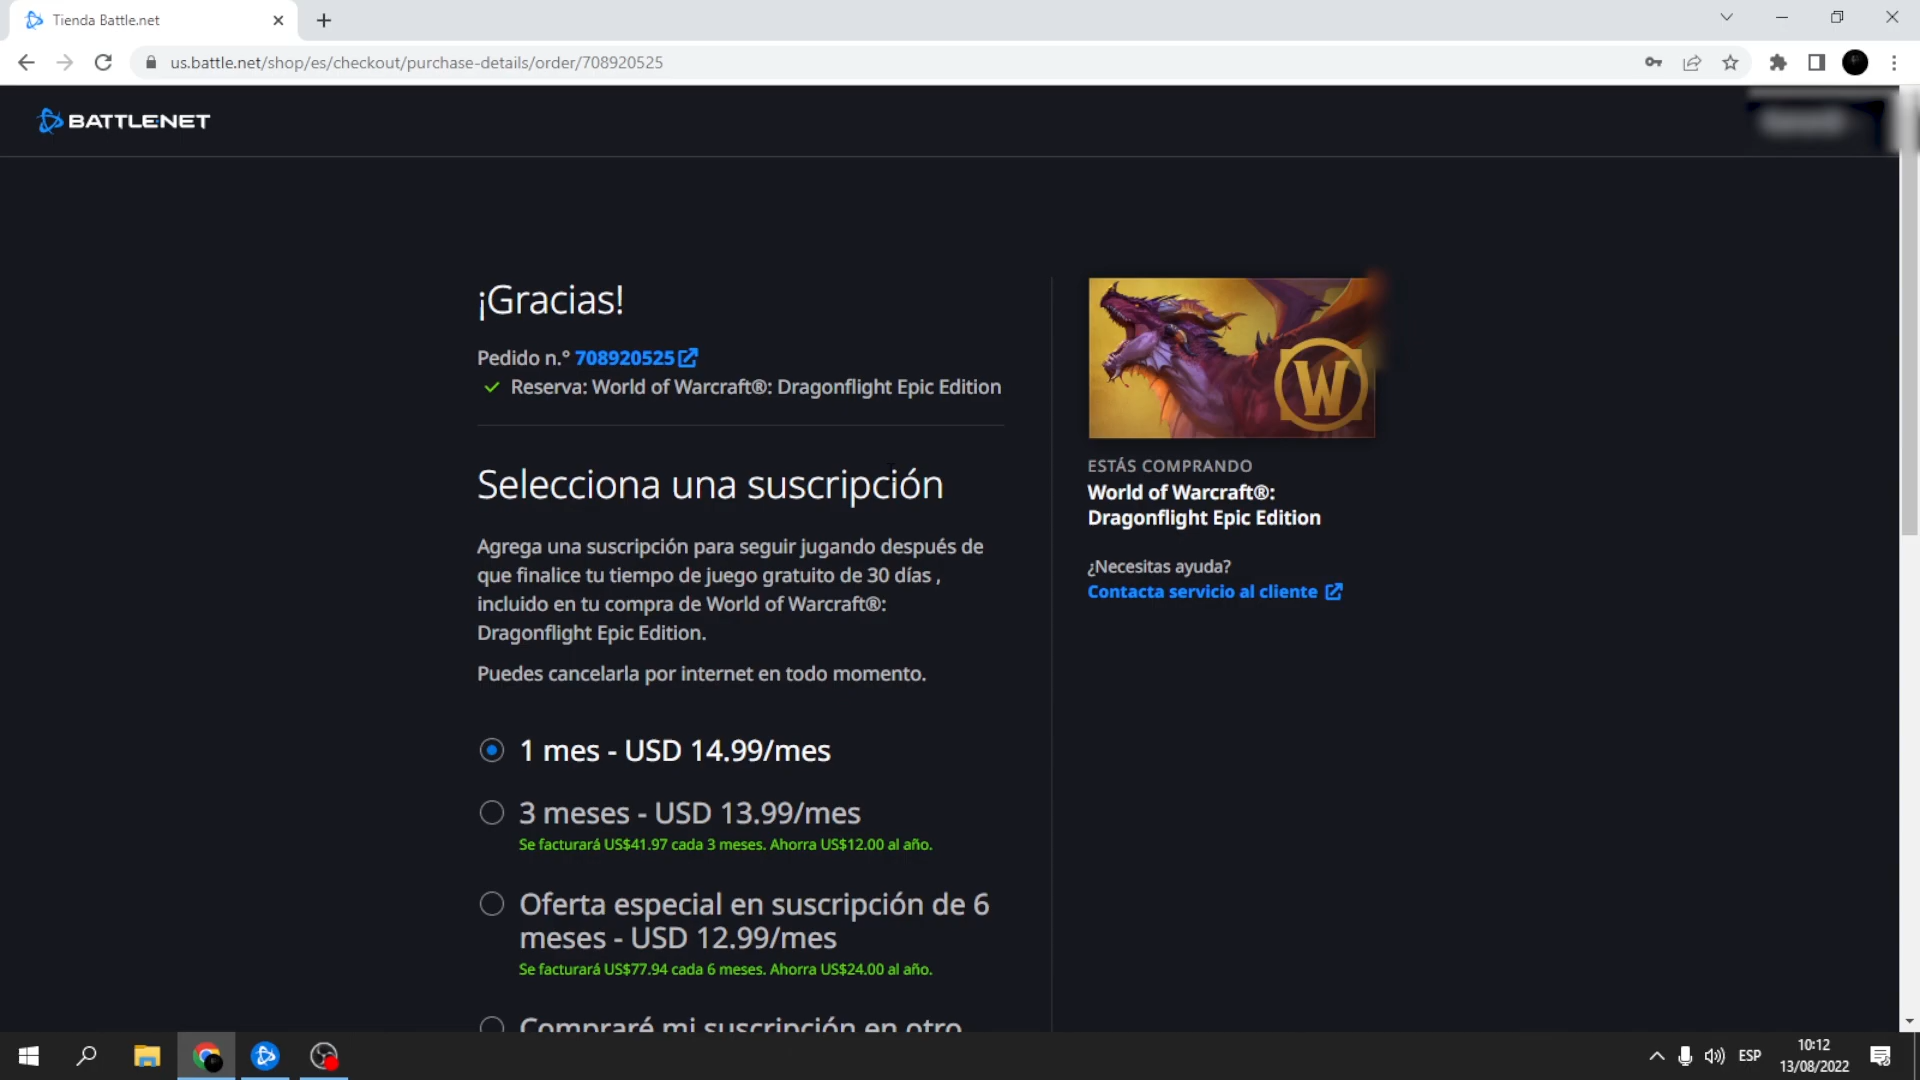 Tienda Battle.net
us.battle.net/shop/es/checkout/purchase-details/order/708920525
BATTLE.NET
¡Gracias!
Pedido n.° 708920525
Reserva: World of Warcraft®: Dragonflight Epic Edition
Selecciona una suscripción
Agrega una suscripción para seguir jugando después de
que finalice tu tiempo de juego gratuito de 30 días ,
incluido en tu compra de World of Warcraft®:
Dragonflight Epic Edition.
Puedes cancelarla por internet en todo momento.
1 mes - USD 14.99/mes
3 meses - USD 13.99/mes
Se facturará US$41.97 cada 3 meses. Ahorra US$12.00 al año.
Oferta especial en suscripción de 6
meses - USD 12.99/mes
Se facturará US$77.94 cada 6 meses. Ahorra US$24.00 al año.
Compraré mi suscripción en otro
W
ESTÁS COMPRANDO
World of Warcraft®:
Dragonflight Epic Edition
¿Necesitas ayuda?
Contacta servicio al cliente
ESP
10:12
13/08/2022